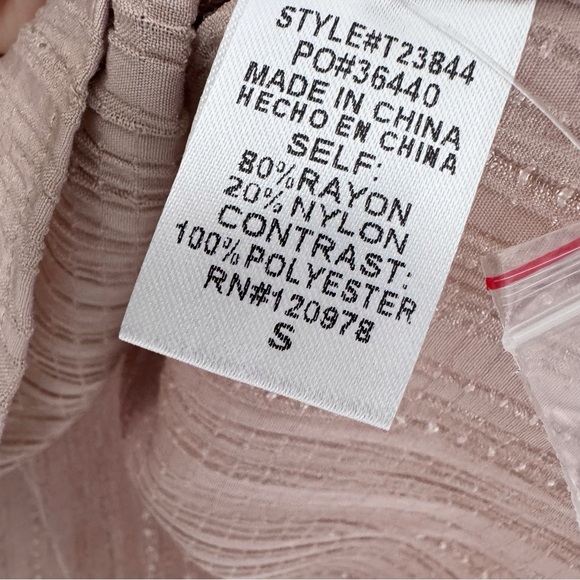 STYLE#T23844
PO#36440
MADE IN CHINA
HECHO EN CHINA
SELF:
80%RAYON
20%NYLON
CONTRAST:
100%POLYESTER
RN#120978
S